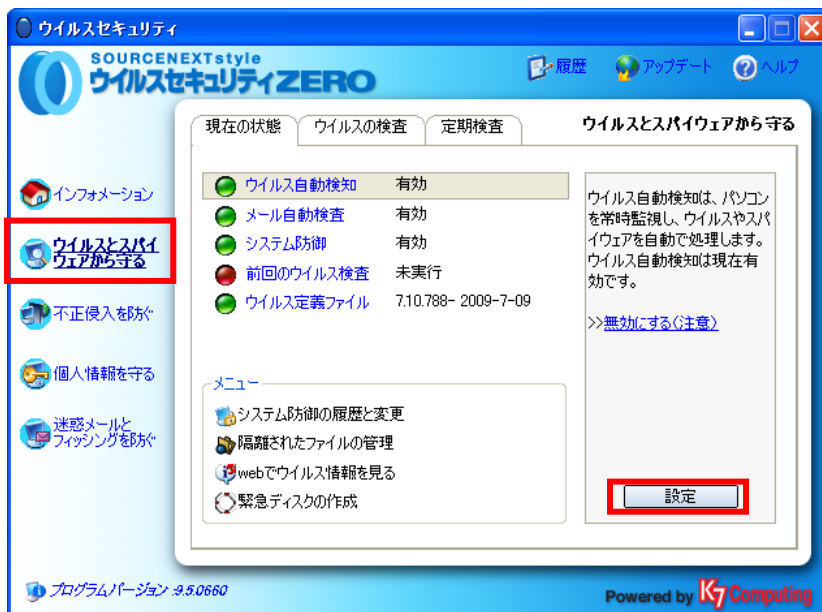 ウイルスセキュリティ
SOURCENEXTstyle
ウイルスセキュリティZERO
履歴
アップデート
ヘルプ
現在の状態
ウイルスの検査
定期検査
ウイルスとスパイウェアから守る
インフォメーション
ウイルスとスパイ
ウェアから守る
不正侵入を防ぐ
個人情報を守る
迷惑メールと
フィッシングを防ぐ
ウイルス自動検知 有効
メール自動検査 有効
システム防御 有効
前回のウイルス検査 未実行
ウイルス定義ファイル 7.10.788- 2009-7-09
メニュー
システム防御の履歴と変更
隔離されたファイルの管理
webでウイルス情報を見る
緊急ディスクの作成
ウイルス自動検知は、パソコン
を常時監視し、ウイルスやスパ
イウェアを自動で処理します。
ウイルス自動検知は現在有
効です。
>>無効にする(注意)
設定
プログラムバージョン :9.5.0660
Powered by K7 Computing